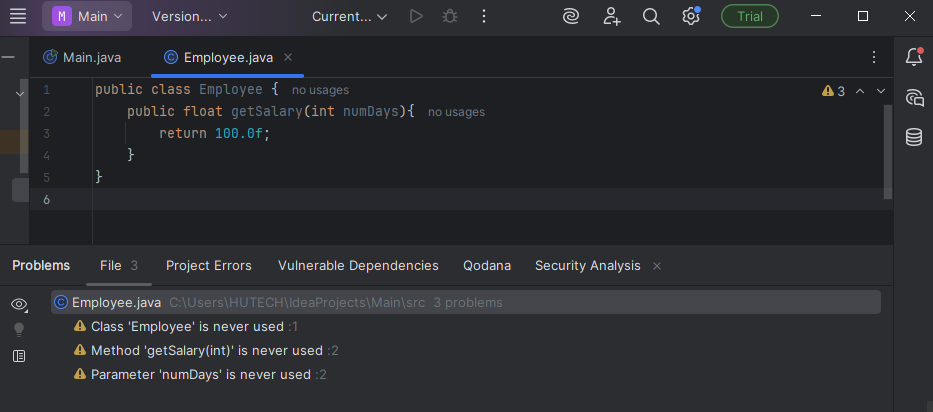 M Main Version... Current... Trial
Main.java Employee.java
1 public class Employee { no usages 3
2 public float getSalary(int numDays){ no usages
3 return 100.0f;
4 }
5 }
6
Problems File 3 Project Errors Vulnerable Dependencies Qodana Security Analysis
Employee.java C:\Users\HUTECH\IdeaProjects\Main\src 3 problems
Class 'Employee' is never used :1
Method 'getSalary(int)' is never used :2
Parameter 'numDays' is never used :2